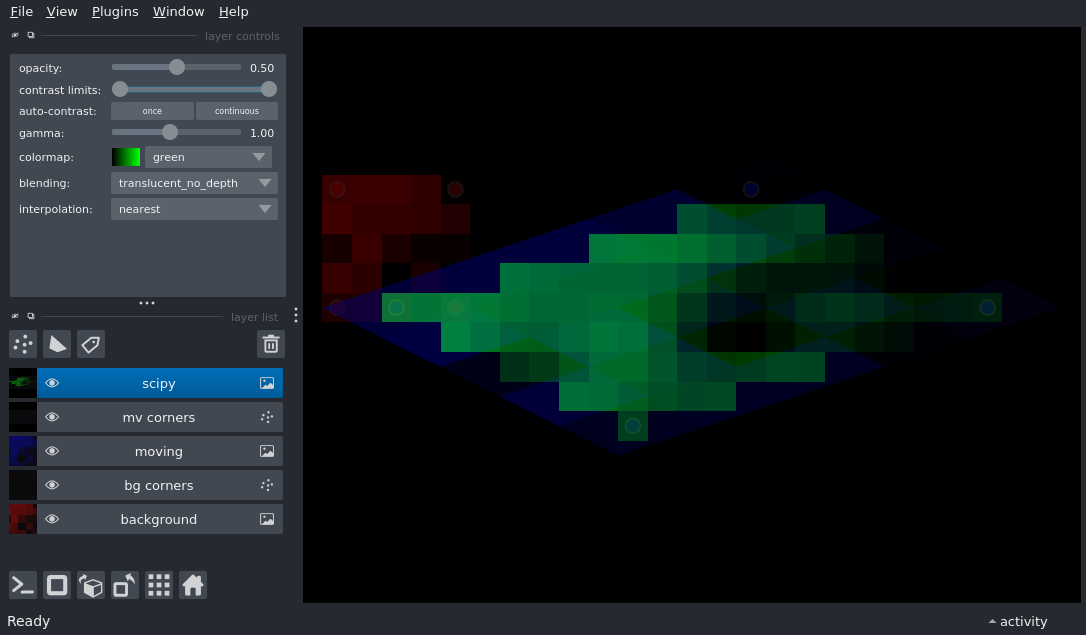 File View Plugins Window Help
layer controls
opacity: 0.50
contrast limits:
auto-contrast: once continuous
gamma: 1.00
colormap: green
blending: translucent_no_depth
interpolation: nearest
layer list
scipy
mv corners
moving
bg corners
background
Ready
activity